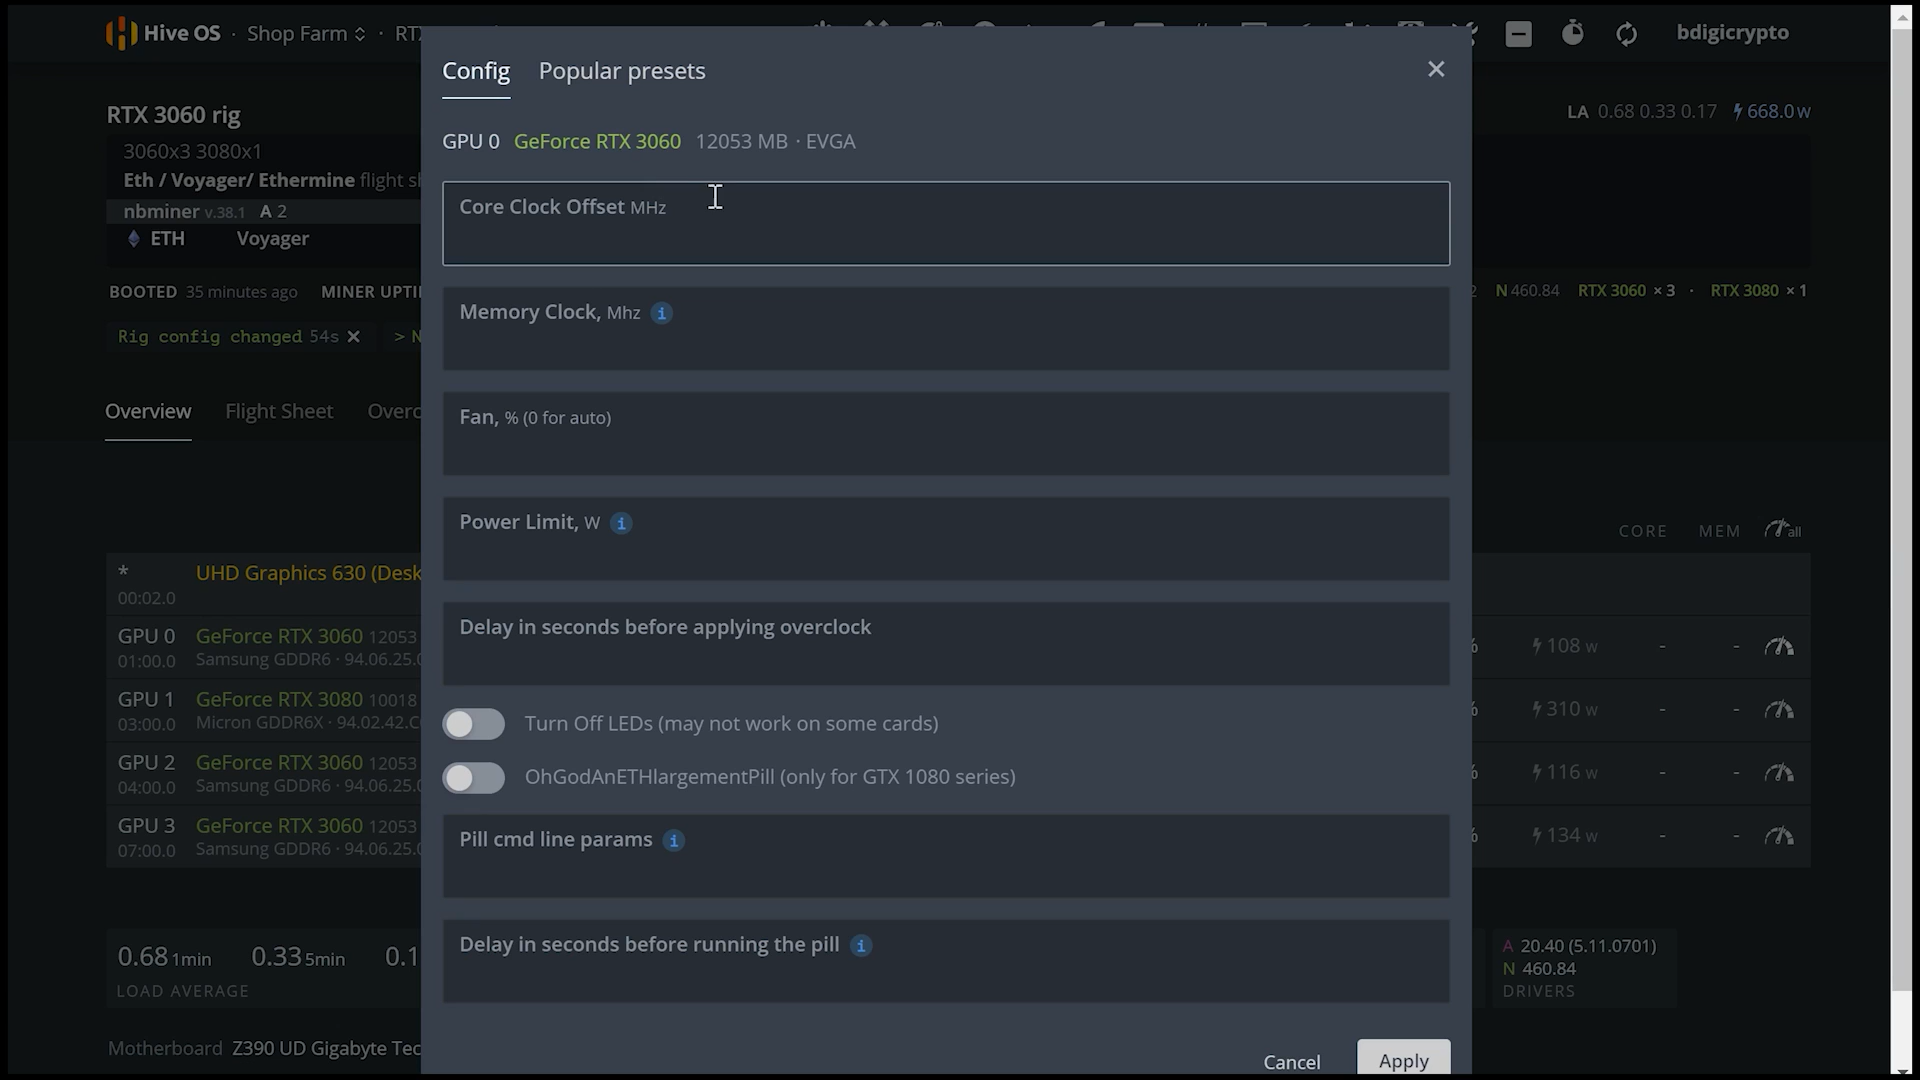 Hive OS · Shop Farm · RT
bdigicrypto
Config Popular presets
RTX 3060 rig
LA 0.68 0.33 0.17 668.0 W
GPU 0 GeForce RTX 3060 12053 MB · EVGA
3060x3 3080x1
Eth / Voyager/ Ethermine flight s
nbminer v.38.1 A 2
ETH Voyager
Core Clock Offset MHz
BOOTED 35 minutes ago MINER UPTI
2 N 460.84 RTX 3060 × 3 · RTX 3080 × 1
Memory Clock, Mhz i
Rig config changed 54s × > N
Overview Flight Sheet Overc
Fan, % (0 for auto)
Power Limit, W i
CORE MEM all
* UHD Graphics 630 (Desk
00:02.0
Delay in seconds before applying overclock
GPU 0 GeForce RTX 3060 12053
01:00.0 Samsung GDDR6 · 94.06.25.0
% 108 W - -
GPU 1 GeForce RTX 3080 10018
03:00.0 Micron GDDR6X · 94.02.42.C
% 310 W - -
Turn Off LEDs (may not work on some cards)
GPU 2 GeForce RTX 3060 12053
04:00.0 Samsung GDDR6 · 94.06.25.0
% 116 W - -
OhGodAnETHlargementPill (only for GTX 1080 series)
GPU 3 GeForce RTX 3060 12053
07:00.0 Samsung GDDR6 · 94.06.25.0
% 134 W - -
Pill cmd line params i
Delay in seconds before running the pill i
0.68 1min 0.33 5min 0.1
LOAD AVERAGE
A 20.40 (5.11.0701)
N 460.84
DRIVERS
Motherboard Z390 UD Gigabyte Tec
Cancel Apply